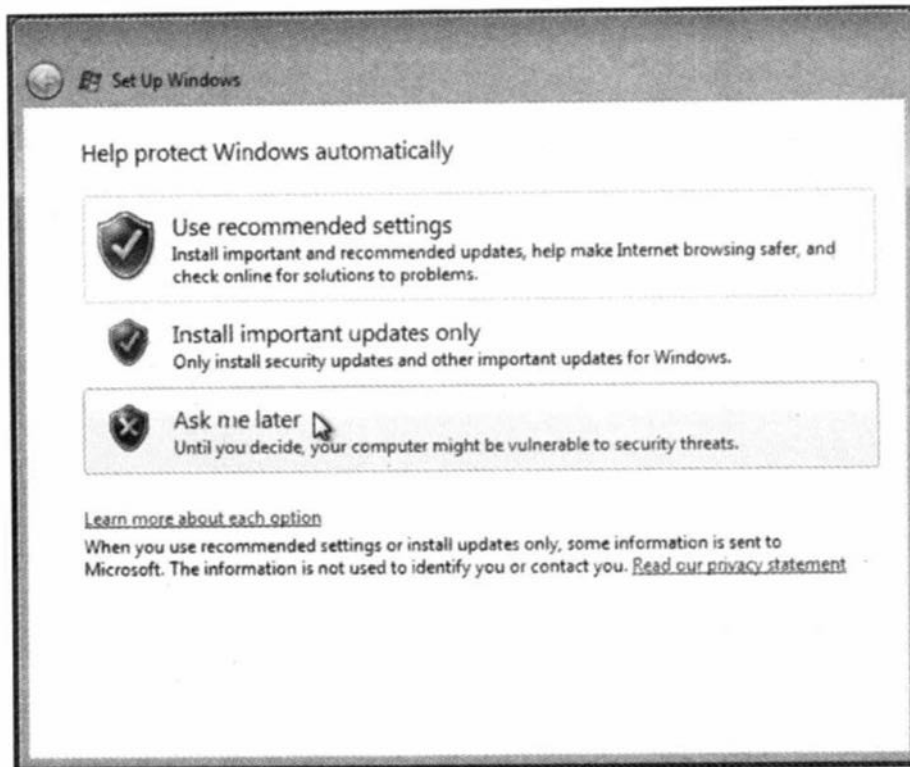 Set Up Windows
Help protect Windows automatically
Use recommended settings
Install important and recommended updates, help make Internet browsing safer, and
check online for solutions to problems.
Install important updates only
Only install security updates and other important updates for Windows.
Ask me later
Until you decide, your computer might be vulnerable to security threats.
Learn more about each option
When you use recommended settings or install updates only, some information is sent to
Microsoft. The information is not used to identify you or contact you. Read our privacy statement